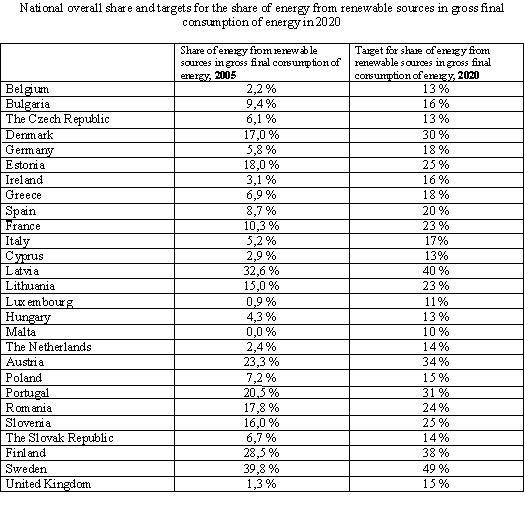 National overall share and targets for the share of energy from renewable sources in gross final
consumption of energy in 2020
Share of energy from renewable
sources in gross final consumption of
energy, 2005
Target for share of energy from
renewable sources in gross final
consumption of energy, 2020
Belgium 2,2 % 13 %
Bulgaria 9,4 % 16 %
The Czech Republic 6,1 % 13 %
Denmark 17,0 % 30 %
Germany 5,8 % 18 %
Estonia 18,0 % 25 %
Ireland 3,1 % 16 %
Greece 6,9 % 18 %
Spain 8,7 % 20 %
France 10,3 % 23 %
Italy 5,2 % 17%
Cyprus 2,9 % 13%
Latvia 32,6 % 40 %
Lithuania 15,0 % 23 %
Luxembourg 0,9 % 11%
Hungary 4,3 % 13 %
Malta 0,0 % 10 %
The Netherlands 2,4 % 14 %
Austria 23,3 % 34 %
Poland 7,2 % 15 %
Portugal 20,5 % 31 %
Romania 17,8 % 24 %
Slovenia 16,0 % 25 %
The Slovak Republic 6,7 % 14 %
Finland 28,5 % 38 %
Sweden 39,8 % 49 %
United Kingdom 1,3 % 15 %